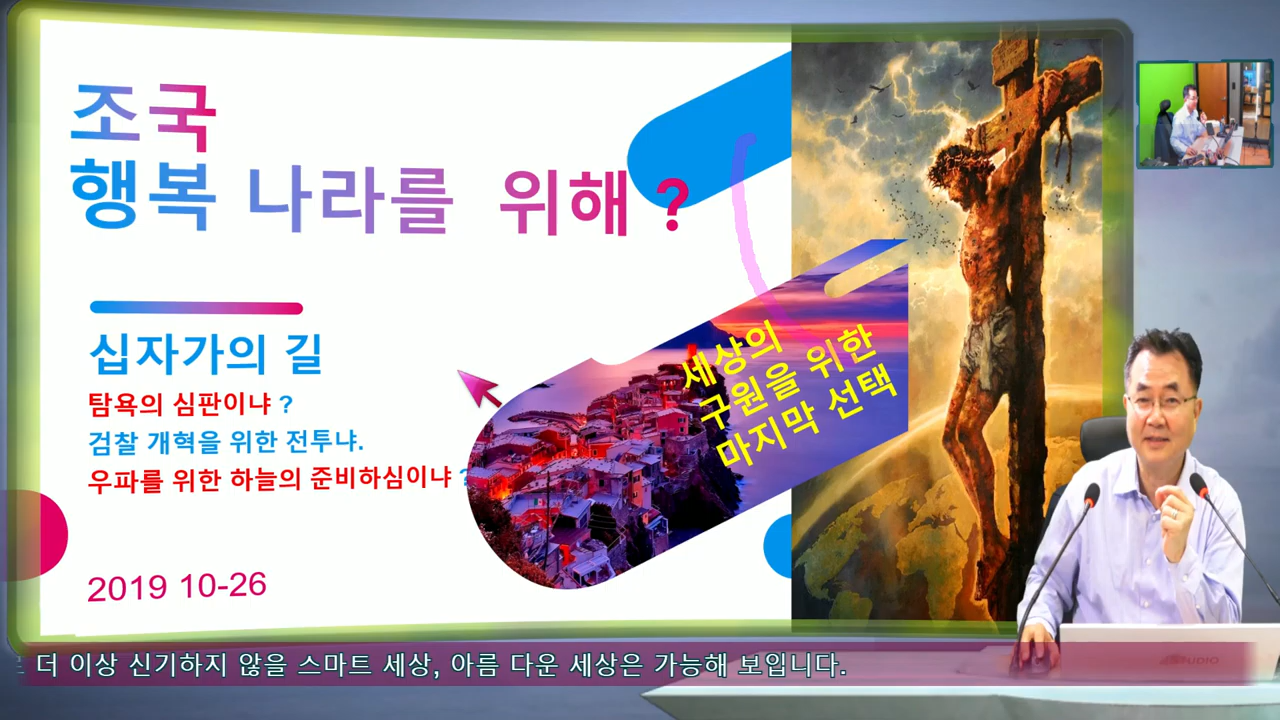 조국
행복 나라를 위해 ?
십자가의 길
탐욕의 심판이냐 ?
검찰 개혁을 위한 전투냐.
우파를 위한 하늘의 준비하심이냐 ?
2019 10-26
세상의
구원을 위한
마지막 선택
더 이상 신기하지 않을 스마트 세상, 아름 다운 세상은 가능해 보입니다.